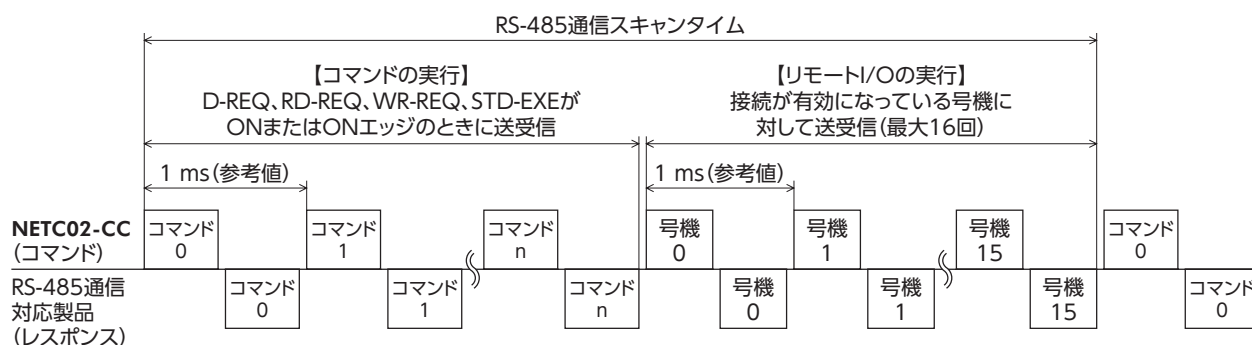 RS-485通信スキャンタイム
【コマンドの実行】
D-REQ、RD-REQ、WR-REQ、STD-EXEが
ONまたはONエッジのときに送受信
【リモートI/Oの実行】
接続が有効になっている号機に
対して送受信(最大16回)
1 ms(参考値)
1 ms(参考値)
NETC02-CC
(コマンド)
コマンド
0
コマンド
1
コマンド
n
号機
0
号機
1
号機
15
コマンド
0
RS-485通信
対応製品
(レスポンス)
コマンド
0
コマンド
1
コマンド
n
号機
0
号機
1
号機
15
コマンド
0